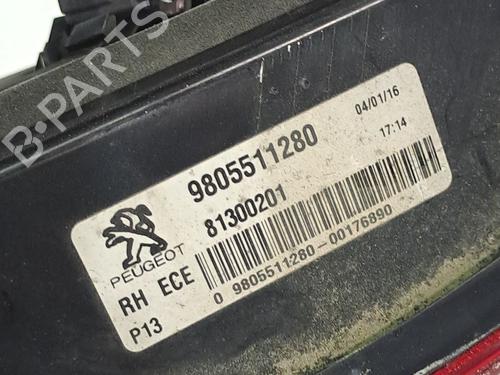 B-PARTS
PEUGEOT
9805511280
81300201
04/01/16
17:14
RH ECE
P13
0 9805511280-00176890